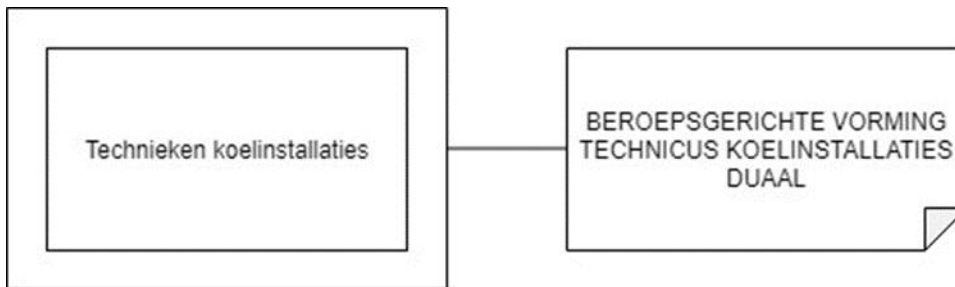 Technieken koelinstallaties
BEROEPSGERICHTE VORMING
TECHNICUS KOELINSTALLATIES
DUAAL